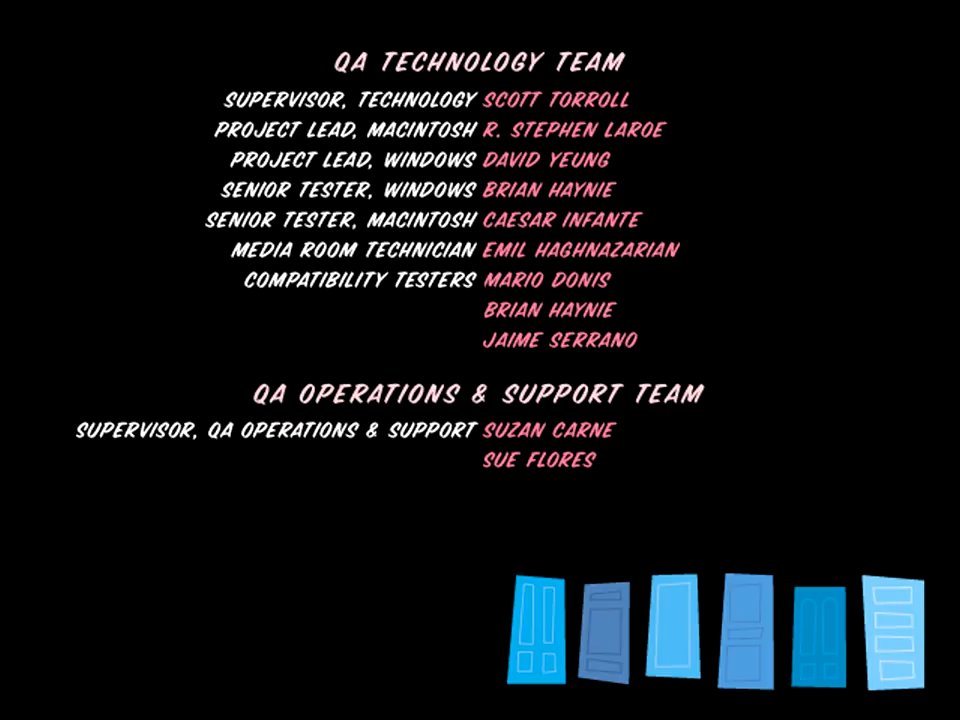 QA TECHNOLOGY TEAM
SUPERVISOR, TECHNOLOGY SCOTT TORROLL
PROJECT LEAD, MACINTOSH R. STEPHEN LAROE
PROJECT LEAD, WINDOWS DAVID YEUNG
SENIOR TESTER, WINDOWS BRIAN HAYNIE
SENIOR TESTER, MACINTOSH CAESAR INFANTE
MEDIA ROOM TECHNICIAN EMIL HAGHNAZARIAN
COMPATIBILITY TESTERS MARIO DONIS
BRIAN HAYNIE
JAIME SERRANO
QA OPERATIONS & SUPPORT TEAM
SUPERVISOR, QA OPERATIONS & SUPPORT SUZAN CARNE
SUE FLORES